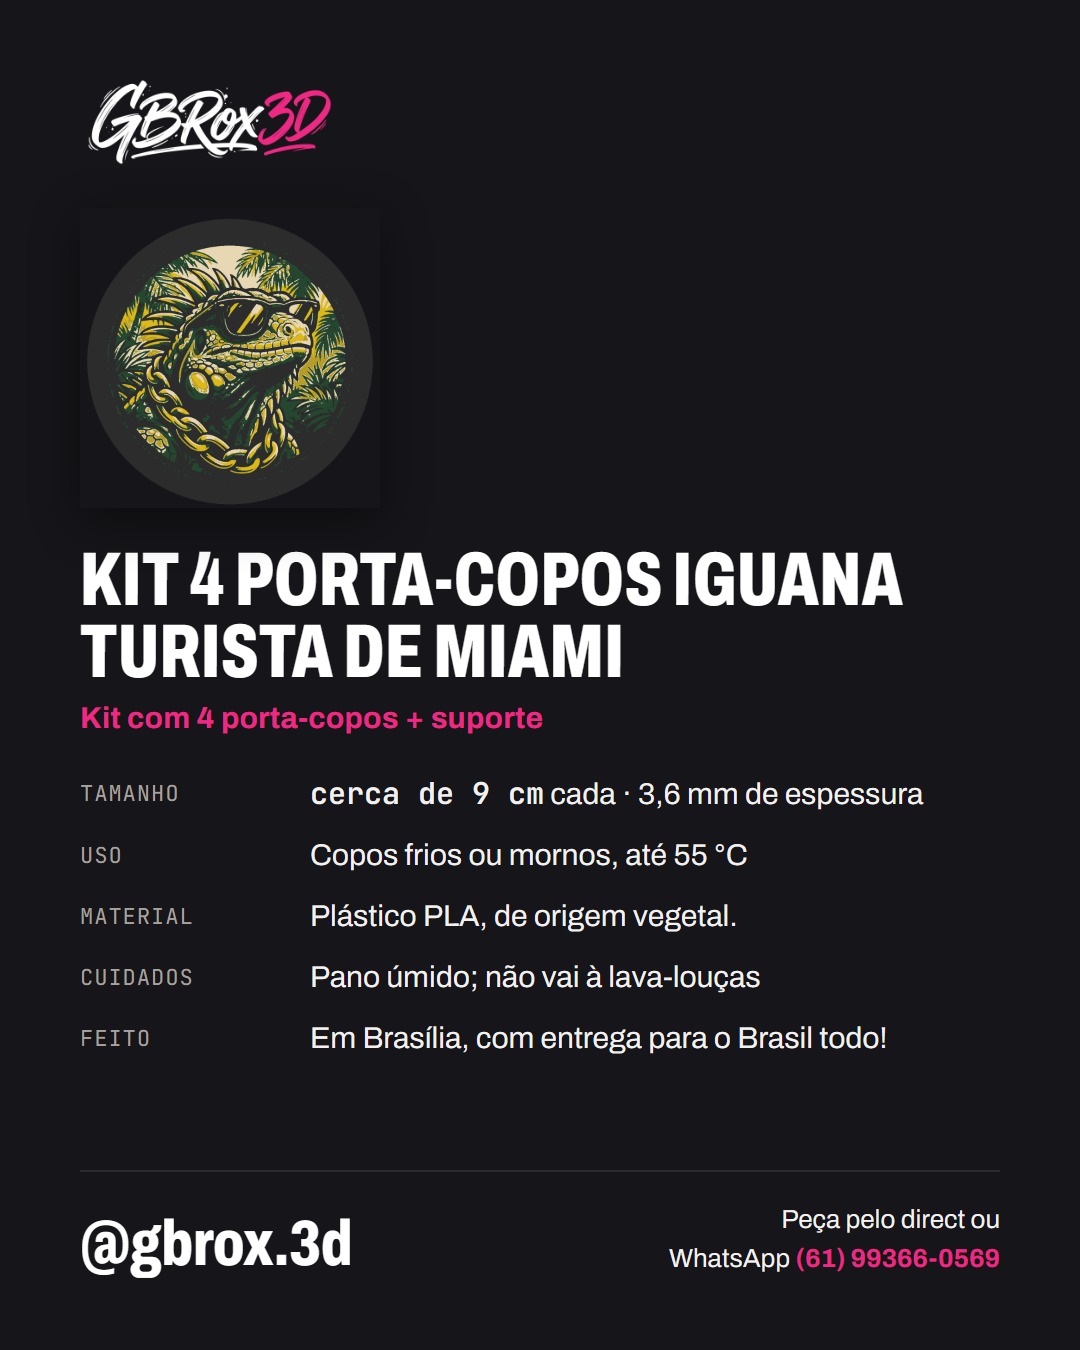 GBRox3D
KIT 4 PORTA-COPOS IGUANA
TURISTA DE MIAMI
Kit com 4 porta-copos + suporte
TAMANHO cerca de 9 cm cada · 3,6 mm de espessura
USO Copos frios ou mornos, até 55 °C
MATERIAL Plástico PLA, de origem vegetal.
CUIDADOS Pano úmido; não vai à lava-louças
FEITO Em Brasília, com entrega para o Brasil todo!
@gbrox.3d
Peça pelo direct ou
WhatsApp (61) 99366-0569